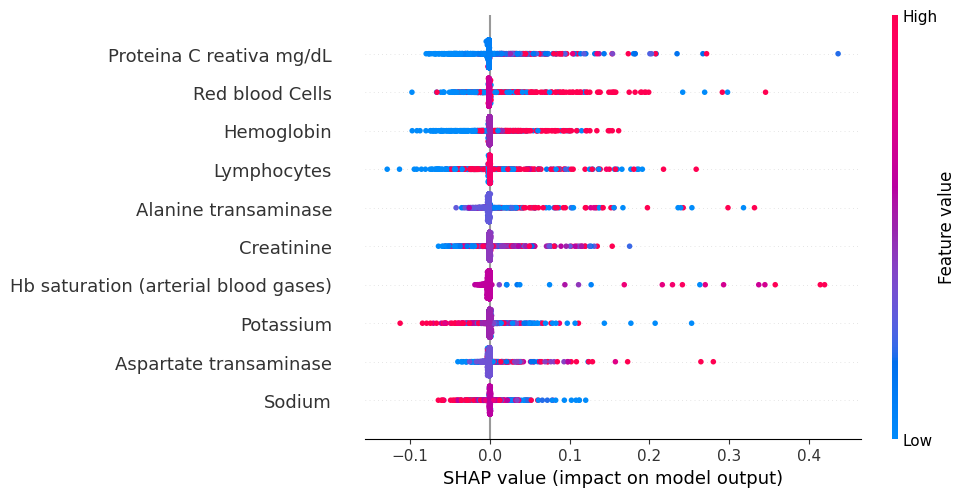 High
Proteina C reativa mg/dL
Red blood Cells
Hemoglobin
Lymphocytes
Alanine transaminase
Creatinine
Hb saturation (arterial blood gases)
Potassium
Aspartate transaminase
Sodium
Feature value
Low
−0.1 0.0 0.1 0.2 0.3 0.4
SHAP value (impact on model output)